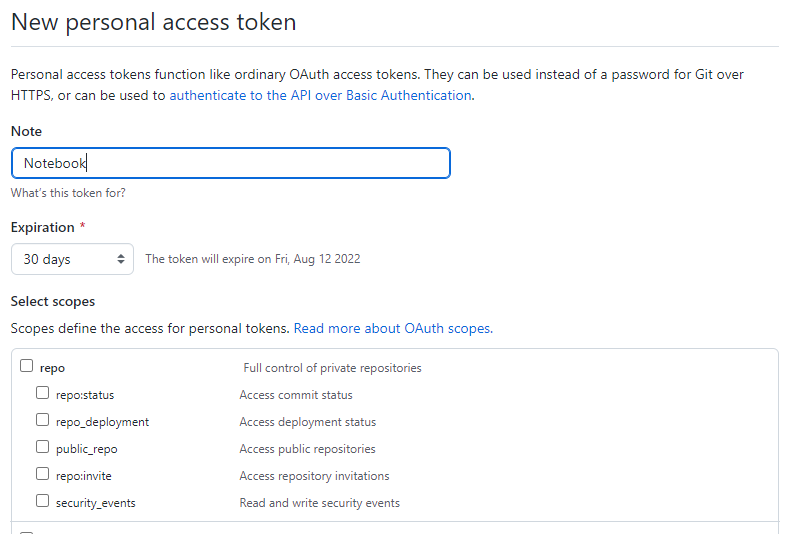 New personal access token
Personal access tokens function like ordinary OAuth access tokens. They can be used instead of a password for Git over
HTTPS, or can be used to authenticate to the API over Basic Authentication.
Note
Notebook
What's this token for?
Expiration *
30 days The token will expire on Fri, Aug 12 2022
Select scopes
Scopes define the access for personal tokens. Read more about OAuth scopes.
repo Full control of private repositories
repo:status Access commit status
repo_deployment Access deployment status
public_repo Access public repositories
repo:invite Access repository invitations
security_events Read and write security events